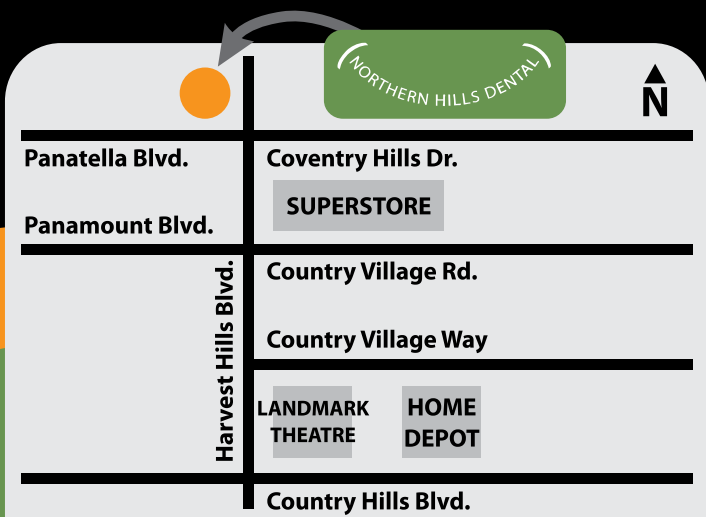 NORTHERN HILLS DENTAL
N
Panatella Blvd.
Coventry Hills Dr.
SUPERSTORE
Panamount Blvd.
Country Village Rd.
Harvest Hills Blvd.
Country Village Way
LANDMARK
THEATRE
HOME
DEPOT
Country Hills Blvd.